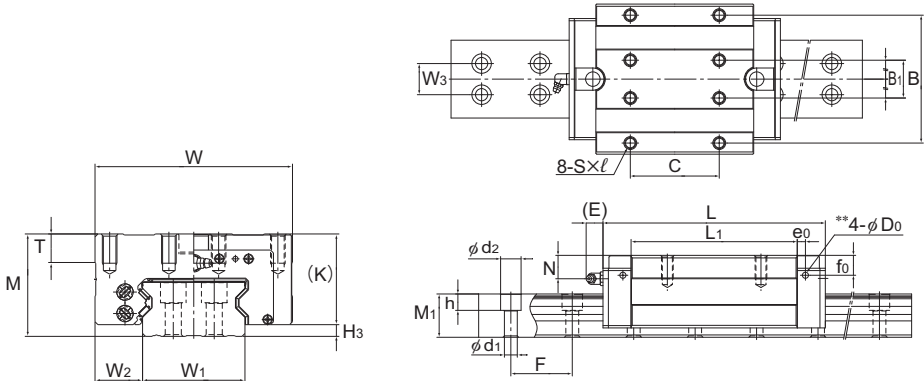 W3
B1
B
8-S×ℓ
C
W
T
M
(K)
H3
W2
W1
(E)
L
L1
e0
**4-φD0
φd2
N
f0
h
M1
φd1
F